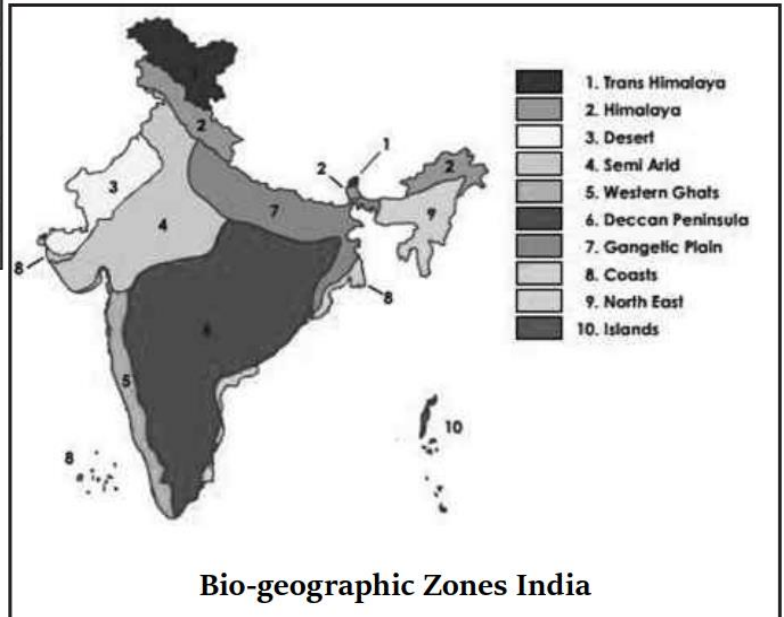 1. Trans Himalaya
2. Himalaya
3. Desert
4. Semi Arid
5. Western Ghats
6. Deccan Peninsula
7. Gangetic Plain
8. Coasts
9. North East
10. Islands
2
1
2
2
3
7
9
4
8
8
6
5
10
8
Bio-geographic Zones India